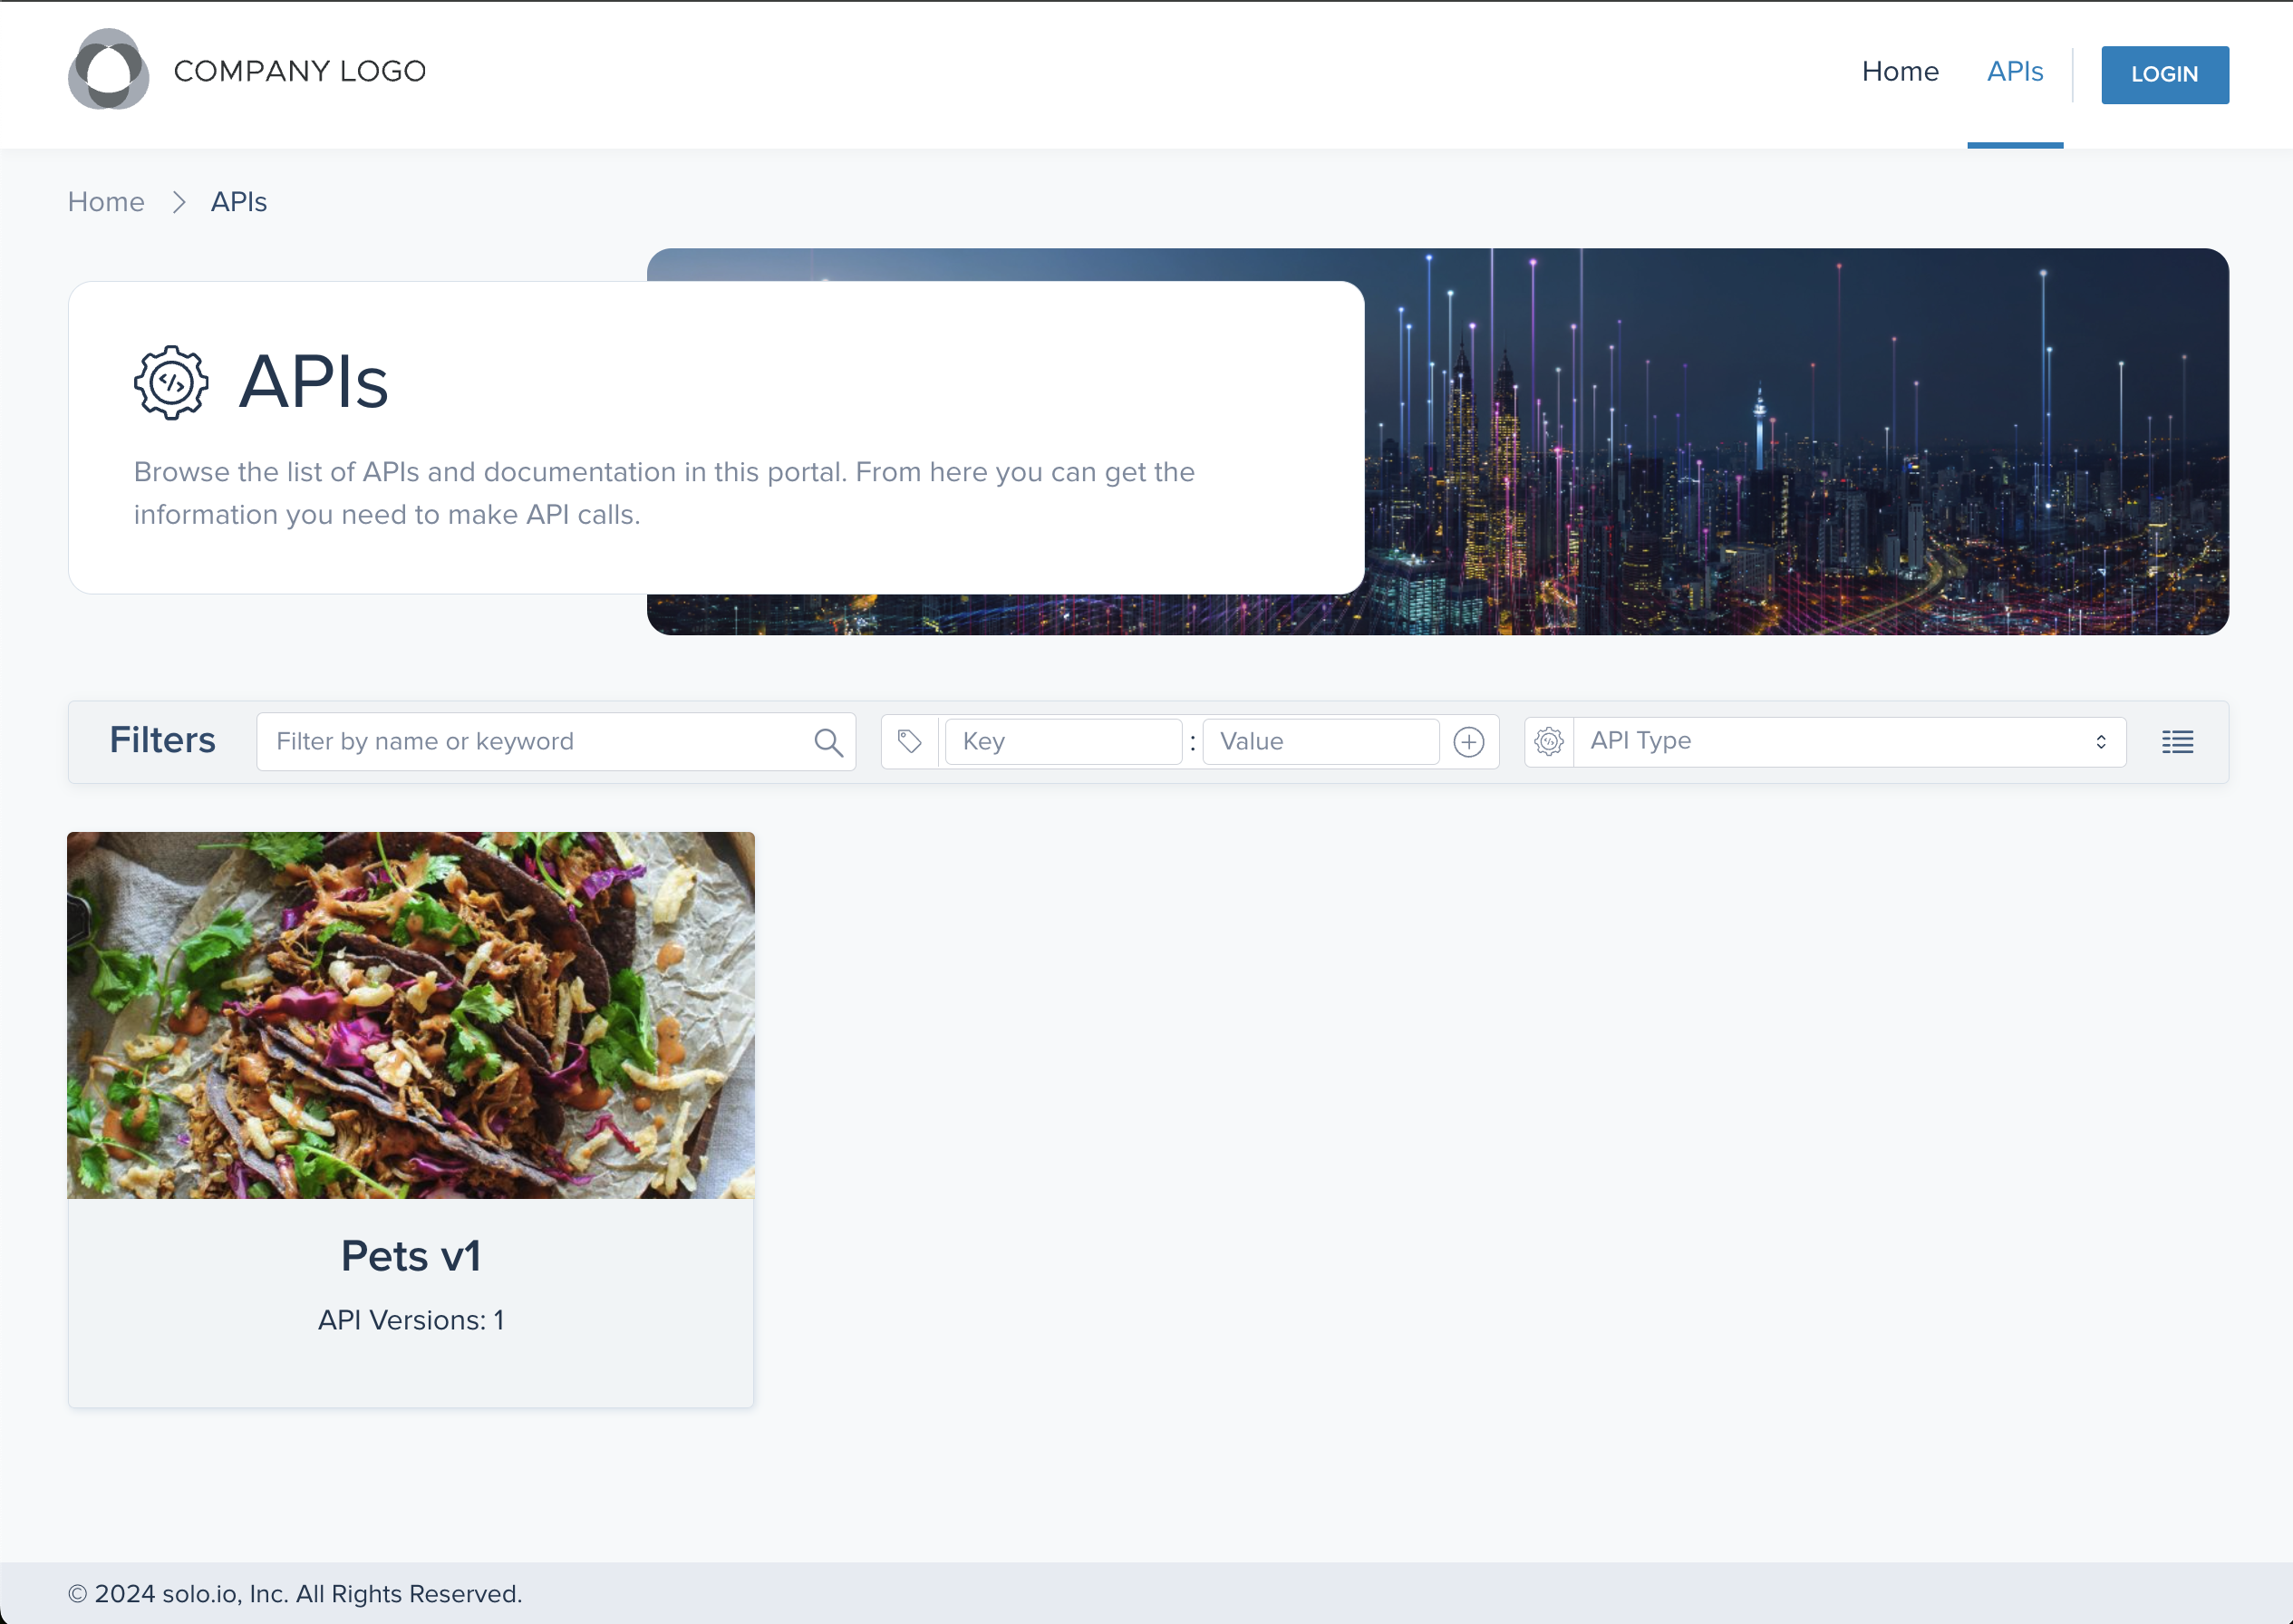 COMPANY LOGO
Home
APIs
LOGIN
Home > APIs
APIs
Browse the list of APIs and documentation in this portal. From here you can get the
information you need to make API calls.
Filters
Filter by name or keyword
Key
:
Value
API Type
Pets v1
API Versions: 1
© 2024 solo.io, Inc. All Rights Reserved.